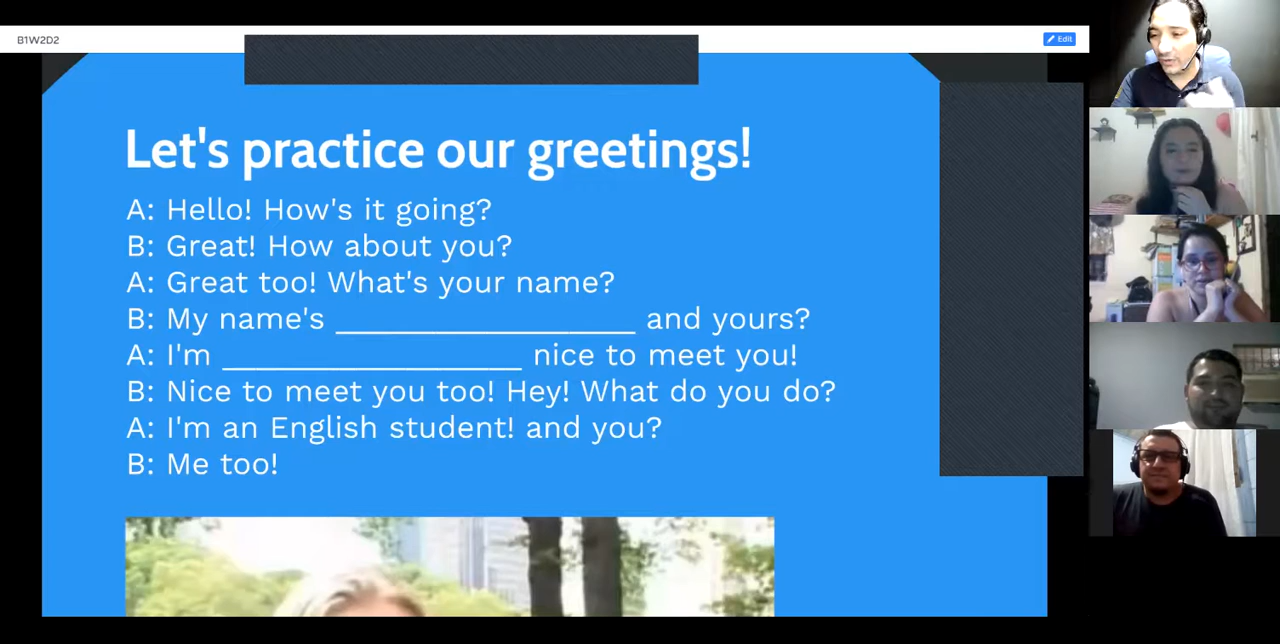 B1W2D2
Edit
Let's practice our greetings!
A: Hello! How's it going?
B: Great! How about you?
A: Great too! What's your name?
B: My name's __________________ and yours?
A: I'm __________________ nice to meet you!
B: Nice to meet you too! Hey! What do you do?
A: I'm an English student! and you?
B: Me too!